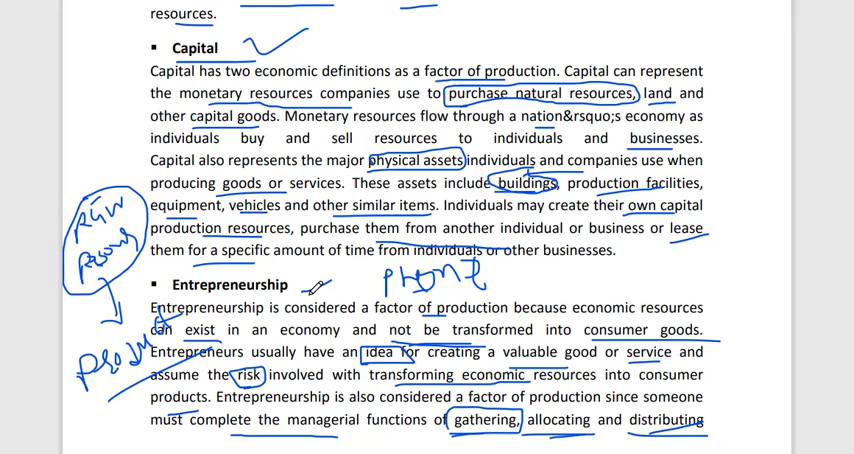 resources.
▪ Capital
Capital has two economic definitions as a factor of production. Capital can represent
the monetary resources companies use to purchase natural resources, land and
other capital goods. Monetary resources flow through a nation&rsquo;s economy as
individuals buy and sell resources to individuals and businesses.
Capital also represents the major physical assets individuals and companies use when
producing goods or services. These assets include buildings, production facilities,
equipment, vehicles and other similar items. Individuals may create their own capital
production resources, purchase them from another individual or business or lease
them for a specific amount of time from individuals or other businesses.
raw
phone
▪ Entrepreneurship
Entrepreneurship is considered a factor of production because economic resources
can exist in an economy and not be transformed into consumer goods.
Entrepreneurs usually have an idea for creating a valuable good or service and
assume the risk involved with transforming economic resources into consumer
product
products. Entrepreneurship is also considered a factor of production since someone
must complete the managerial functions of gathering, allocating and distributing